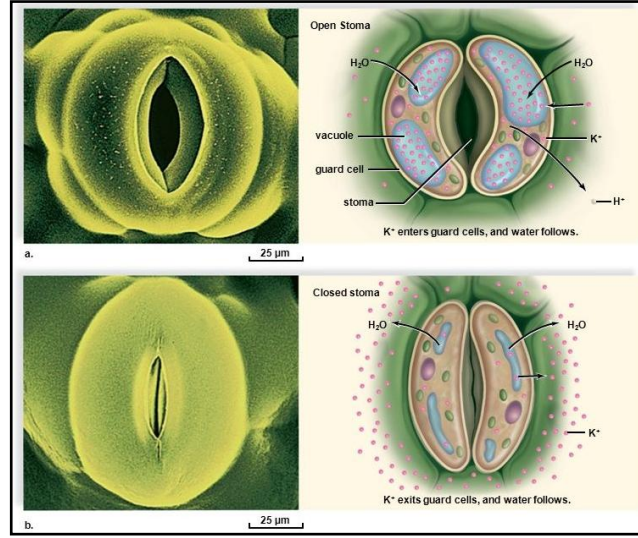 Open Stoma
H₂O
H₂O
vacuole
K⁺
guard cell
stoma
H⁺
K⁺ enters guard cells, and water follows.
a.
25 µm
Closed stoma
H₂O
H₂O
K⁺
K⁺ exits guard cells, and water follows.
b.
25 µm